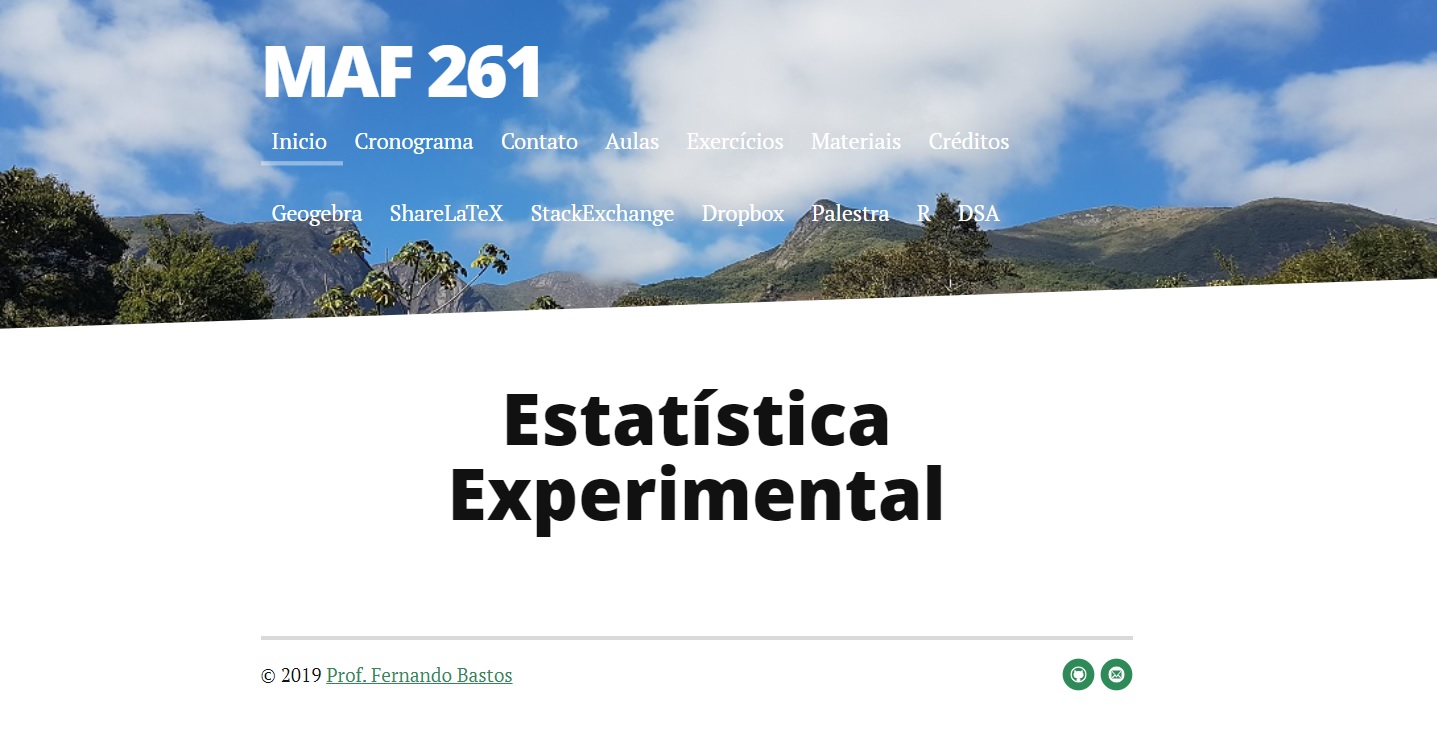 MAF 261
Inicio Cronograma Contato Aulas Exercícios Materiais Créditos
Geogebra ShareLaTeX StackExchange Dropbox Palestra R DSA
Estatística
Experimental
© 2019 Prof. Fernando Bastos